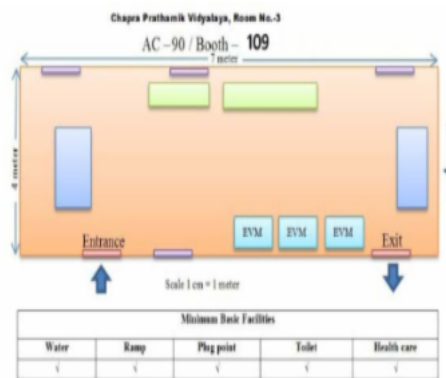 Chapra Prathamik Vidyalaya, Room No.-3
AC –90 / Booth – 109
7 meter
4 meter
EVM EVM EVM
Entrance Exit
Scale 1 cm = 1 meter
Minimum Basic Facilities
Water Ramp Plug point Toilet Health care
√ √ √ √ √